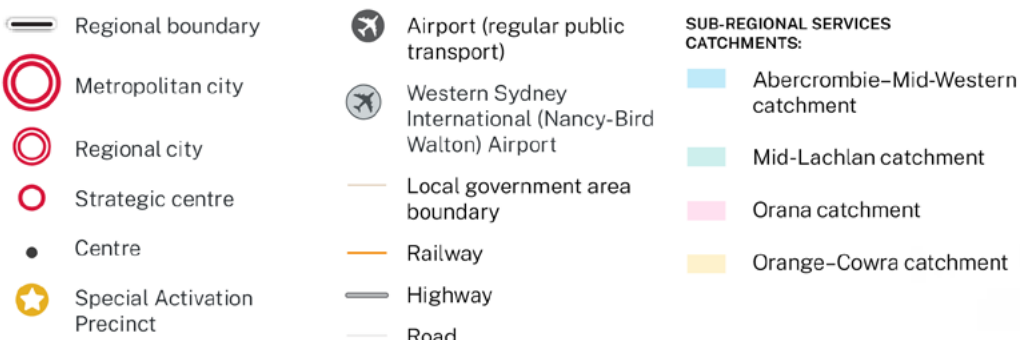 Regional boundary
Metropolitan city
Regional city
Strategic centre
Centre
Special Activation
Precinct
Airport (regular public
transport)
Western Sydney
International (Nancy-Bird
Walton) Airport
Local government area
boundary
Railway
Highway
Road
SUB-REGIONAL SERVICES
CATCHMENTS:
Abercrombie–Mid-Western
catchment
Mid-Lachlan catchment
Orana catchment
Orange–Cowra catchment